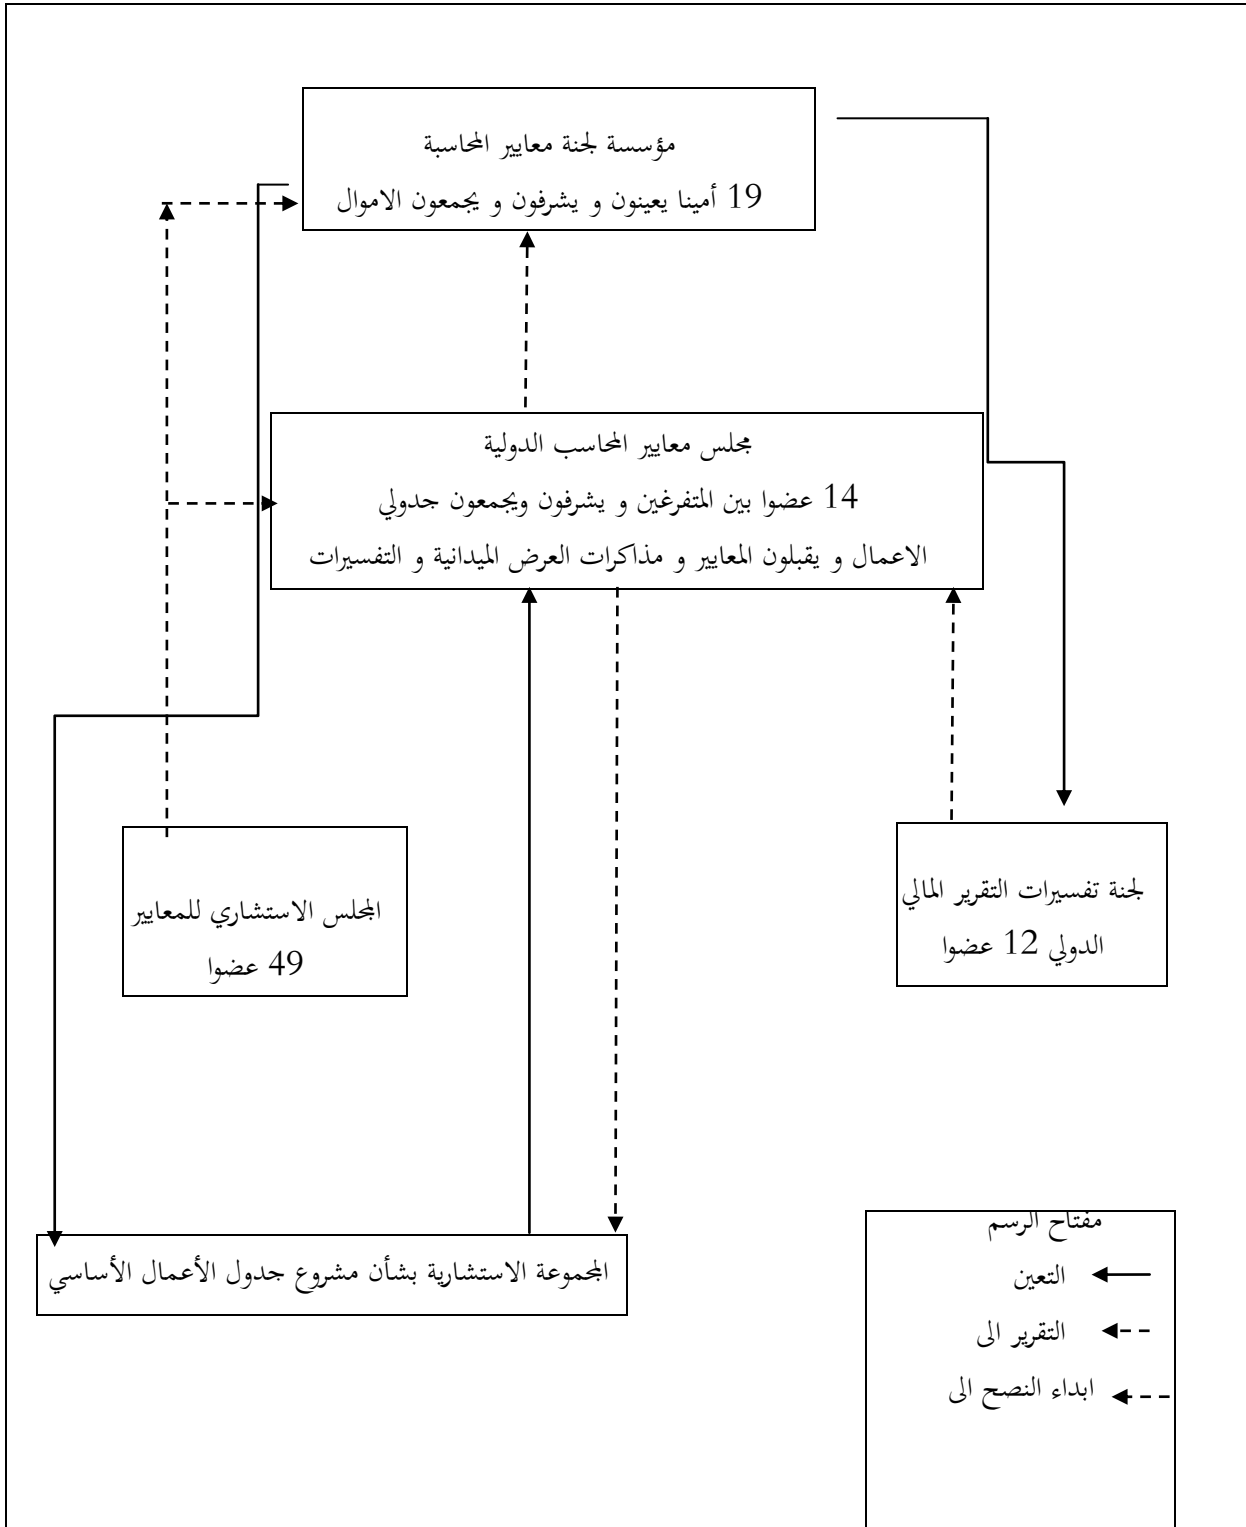 مؤسسة لجنة معايير المحاسبة
19 أمينا يعينون و يشرفون و يجمعون الاموال
مجلس معايير المحاسب الدولية
14 عضوا بين المتفرغين و يشرفون ويجمعون جدولي
الاعمال و يقبلون المعايير و مذاكرات العرض الميدانية و التفسيرات
لجنة تفسيرات التقرير المالي
الدولي 12 عضوا
المجلس الاستشاري للمعايير
49 عضوا
المجموعة الاستشارية بشأن مشروع جدول الأعمال الأساسي
مفتاح الرسم
التعين
التقرير الى
ابداء النصح الى